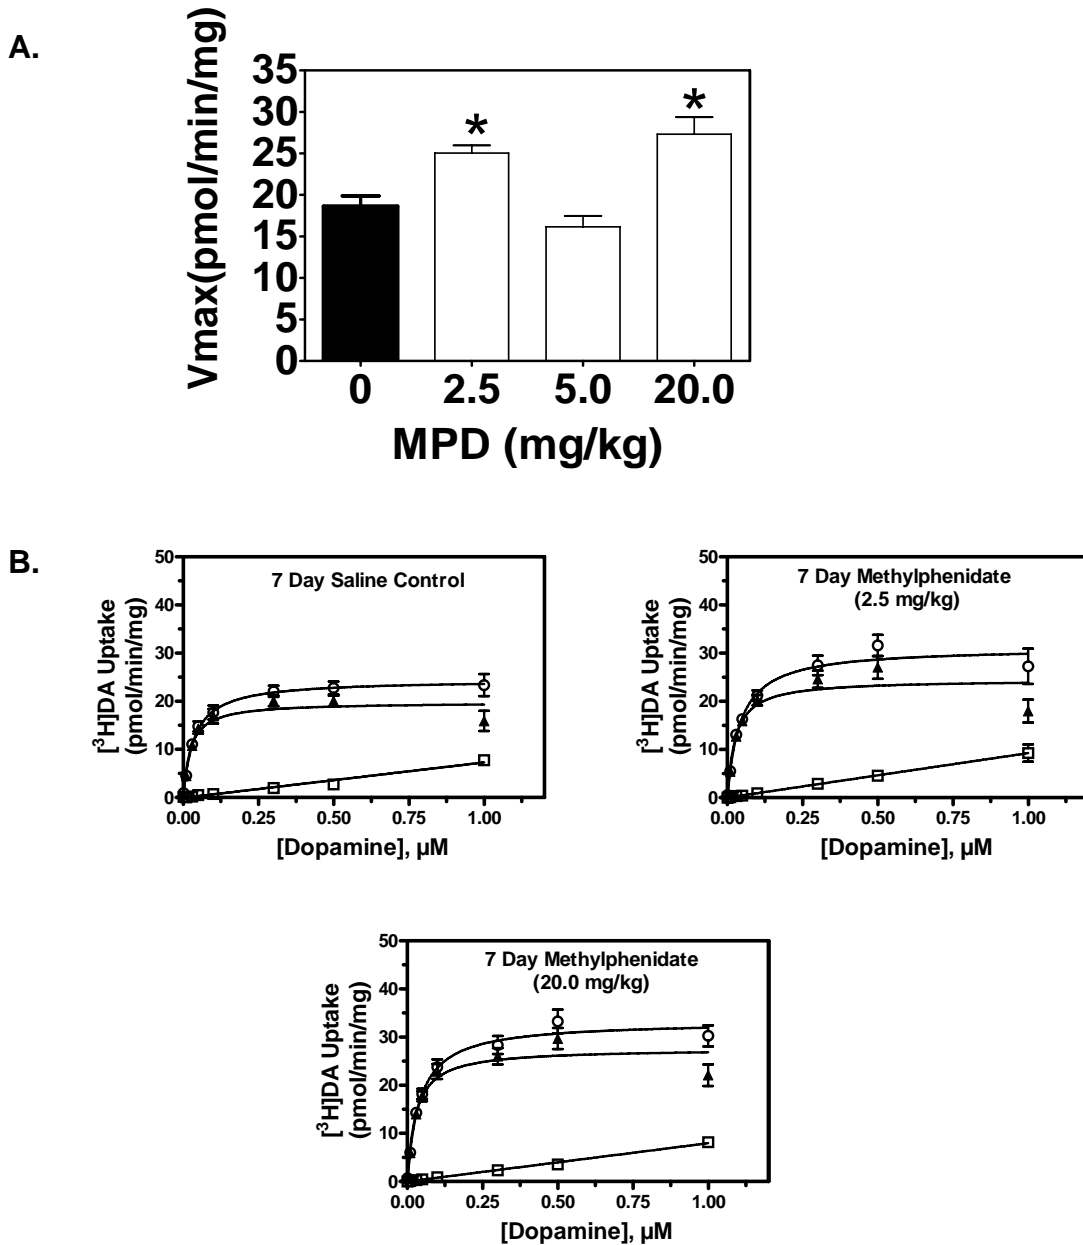 A.
Vmax(pmol/min/mg)
35
30
25
20
15
10
5
0
*
*
0 2.5 5.0 20.0
MPD (mg/kg)
B.
[³H]DA Uptake
(pmol/min/mg)
50
40
30
20
10
0
7 Day Saline Control
0.00 0.25 0.50 0.75 1.00
[Dopamine], µM
[³H]DA Uptake
(pmol/min/mg)
50
40
30
20
10
0
7 Day Methylphenidate
(2.5 mg/kg)
0.00 0.25 0.50 0.75 1.00
[Dopamine], µM
[³H]DA Uptake
(pmol/min/mg)
50
40
30
20
10
0
7 Day Methylphenidate
(20.0 mg/kg)
0.00 0.25 0.50 0.75 1.00
[Dopamine], µM